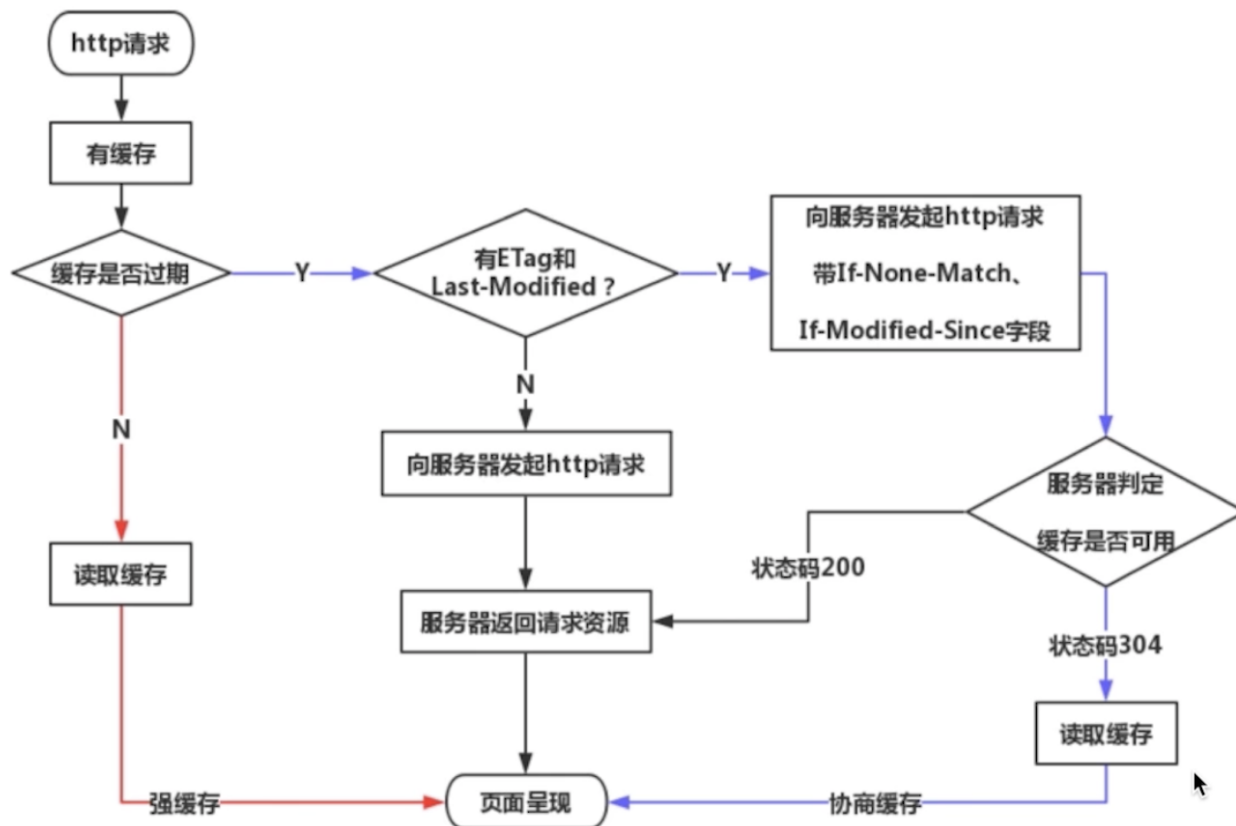 http请求
有缓存
缓存是否过期
Y
有ETag和
Last-Modified？
Y
向服务器发起http请求
带If-None-Match、
If-Modified-Since字段
N
N
向服务器发起http请求
服务器判定
缓存是否可用
读取缓存
状态码200
服务器返回请求资源
状态码304
读取缓存
强缓存
页面呈现
协商缓存